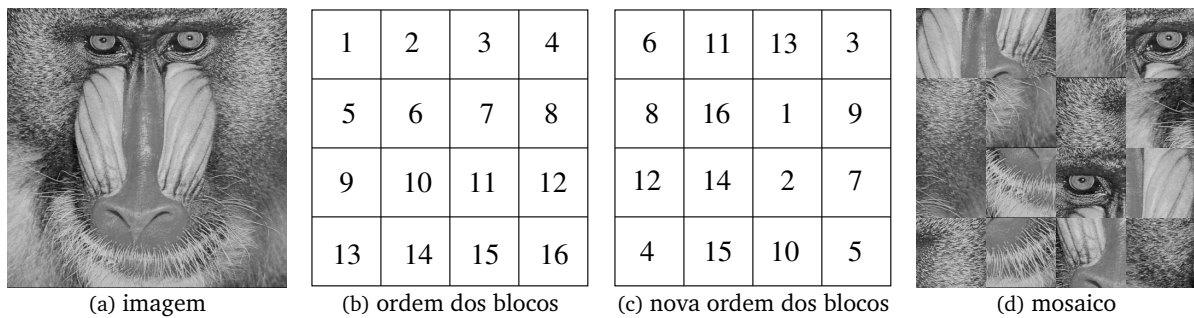 1 2 3 4
5 6 7 8
9 10 11 12
13 14 15 16
6 11 13 3
8 16 1 9
12 14 2 7
4 15 10 5
(a) imagem
(b) ordem dos blocos
(c) nova ordem dos blocos
(d) mosaico